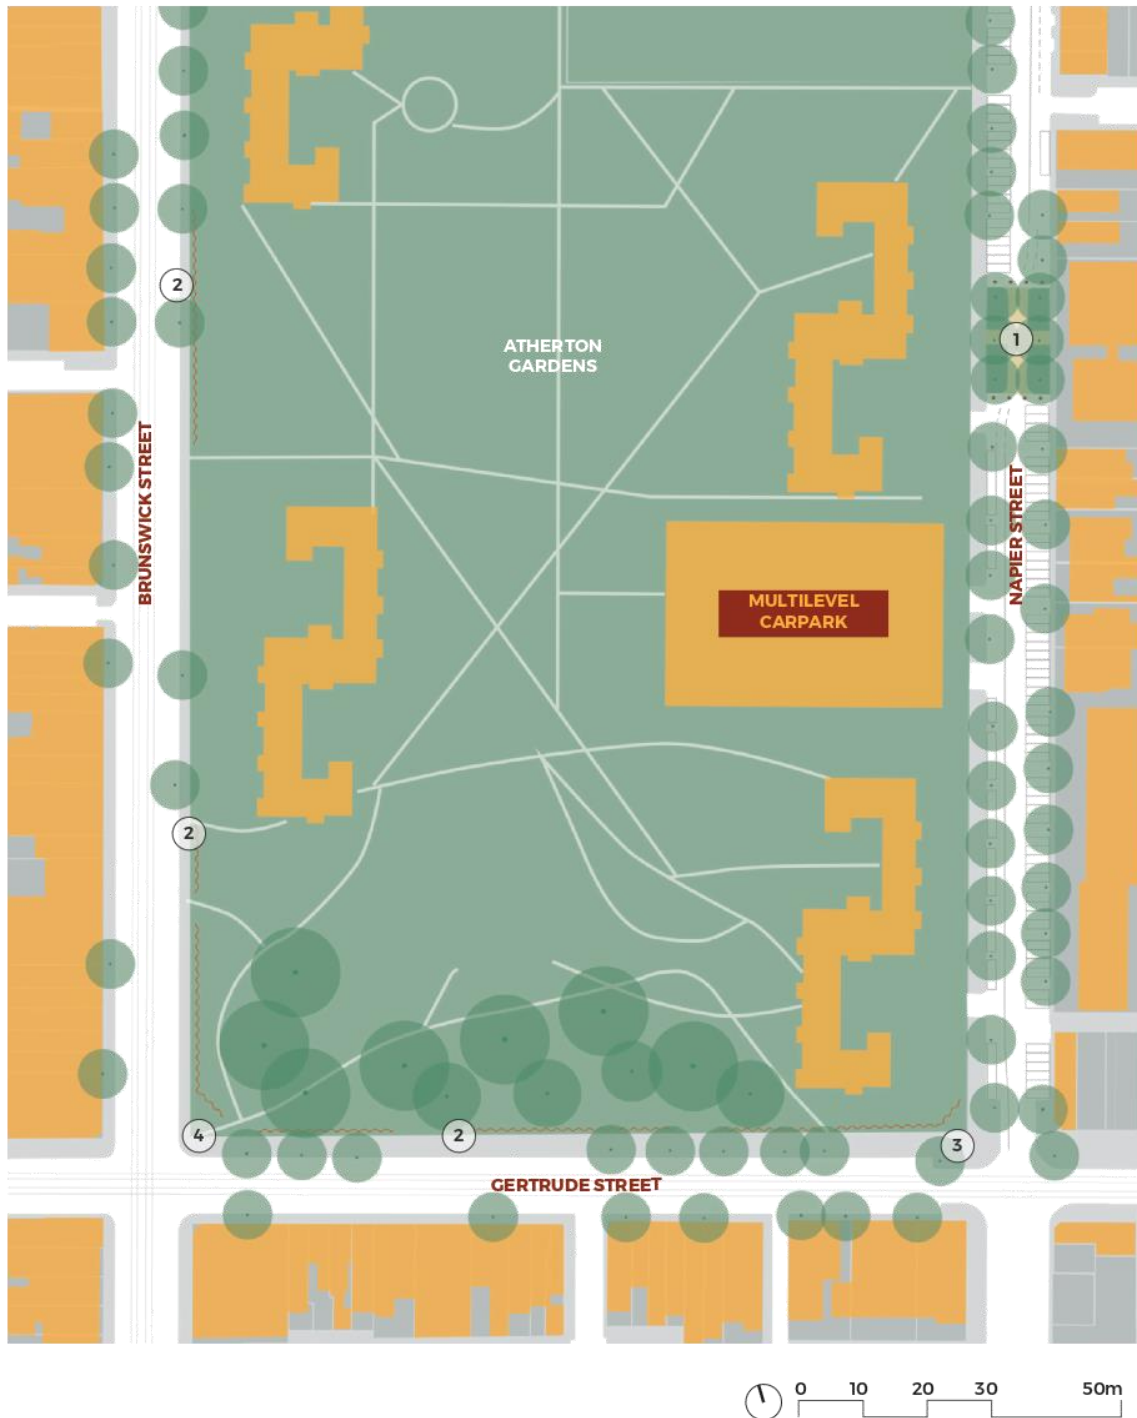 2
1
ATHERTON
GARDENS
BRUNSWICK STREET
NAPIER STREET
MULTILEVEL
CARPARK
2
4
2
3
GERTRUDE STREET
0 10 20 30 50m